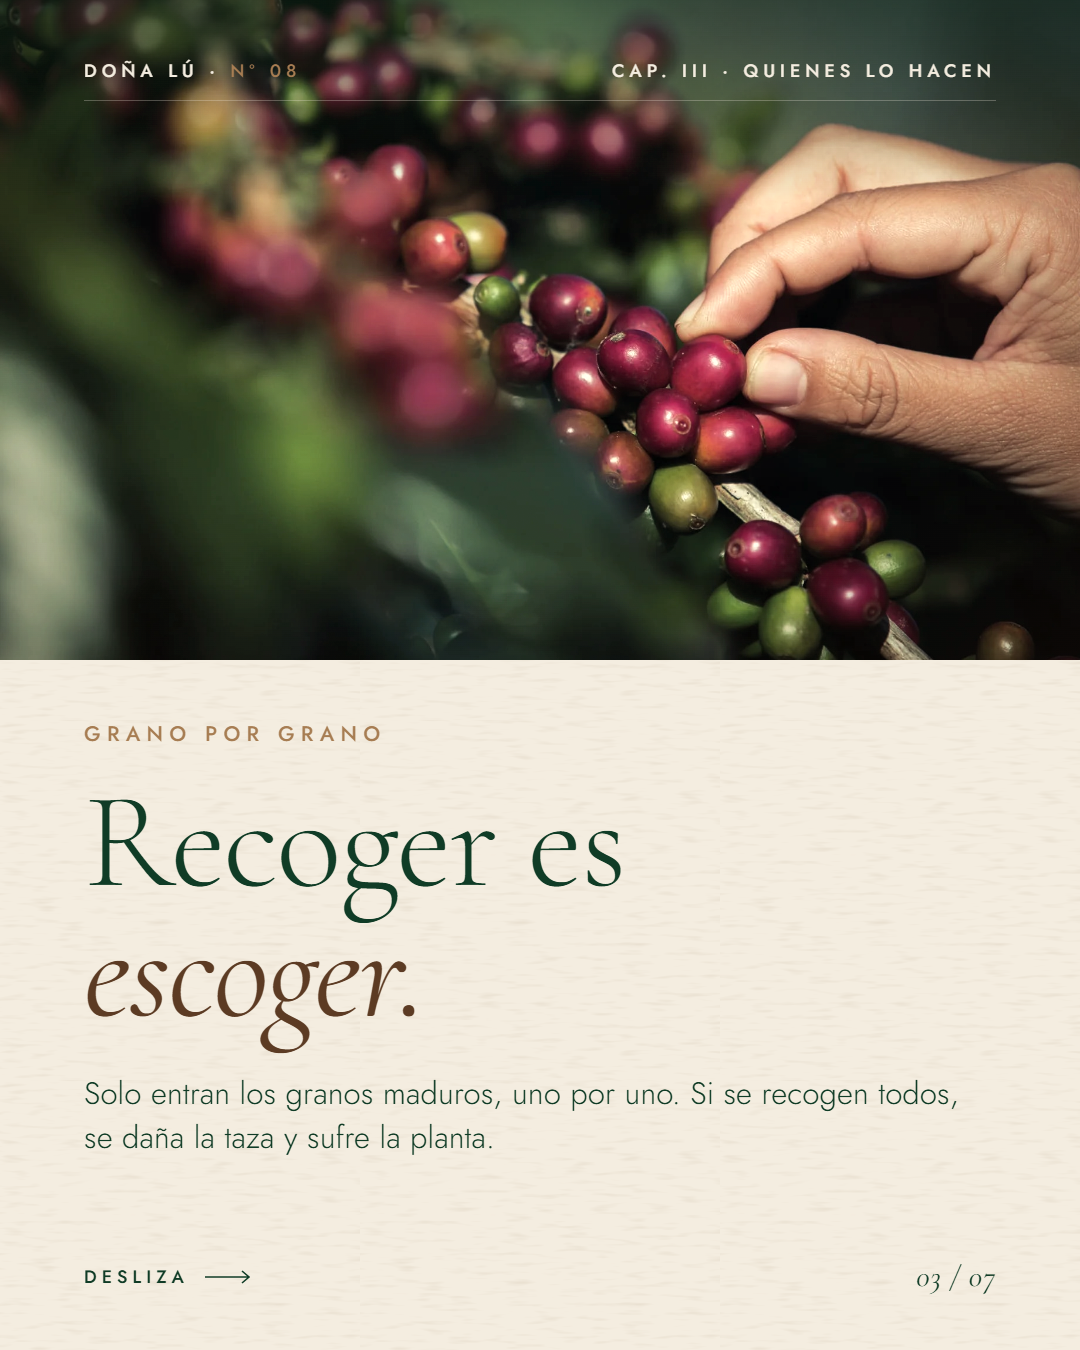 DOÑA LÚ · N° 08
CAP. III · QUIENES LO HACEN
GRANO POR GRANO
Recoger es
escoger.
Solo entran los granos maduros, uno por uno. Si se recogen todos,
se daña la taza y sufre la planta.
DESLIZA →
03 / 07